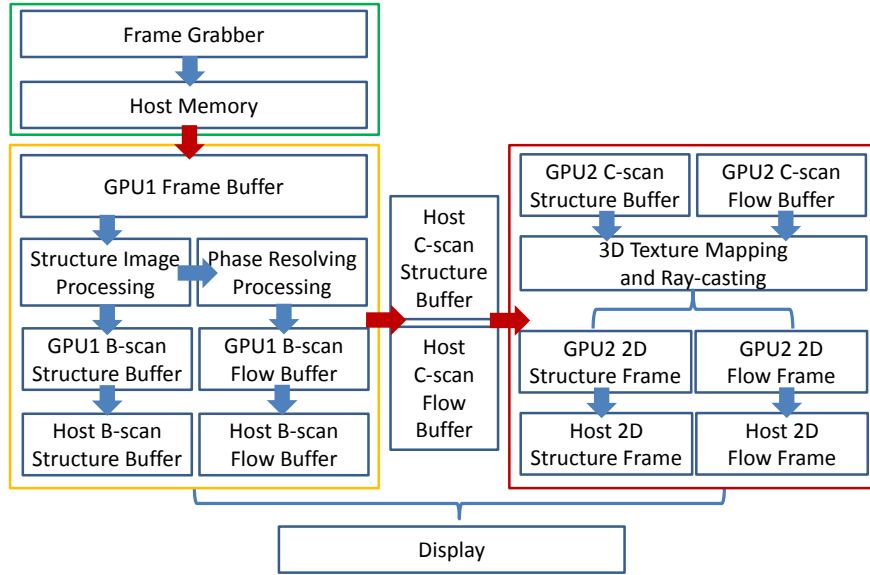 Frame Grabber
Host Memory
GPU1 Frame Buffer
Structure Image
Processing
Phase Resolving
Processing
GPU1 B-scan
Structure Buffer
GPU1 B-scan
Flow Buffer
Host B-scan
Structure Buffer
Host B-scan
Flow Buffer
Host
C-scan
Structure
Buffer
Host
C-scan
Flow
Buffer
GPU2 C-scan
Structure Buffer
GPU2 C-scan
Flow Buffer
3D Texture Mapping
and Ray-casting
GPU2 2D
Structure Frame
GPU2 2D
Flow Frame
Host 2D
Structure Frame
Host 2D
Flow Frame
Display